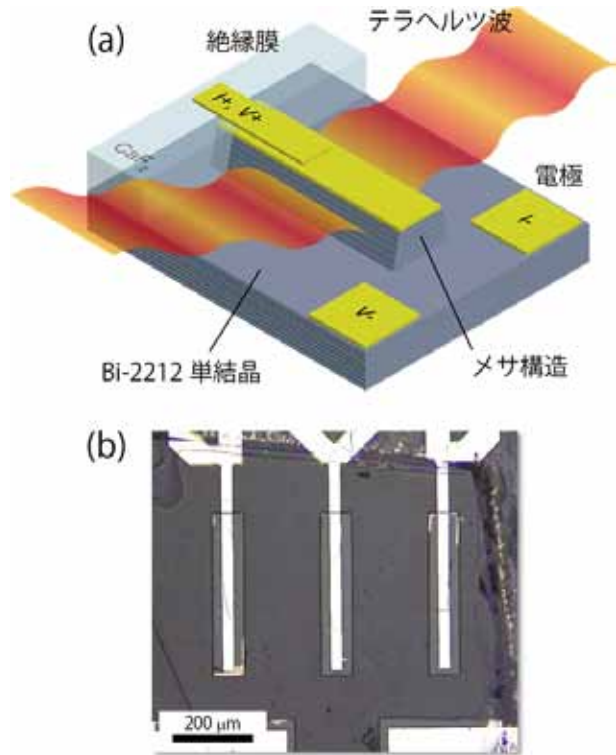 (a)
絶縁膜
テラヘルツ波
I+, V+
CaF2
電極
I-
V-
Bi-2212 単結晶
メサ構造
(b)
200 μm